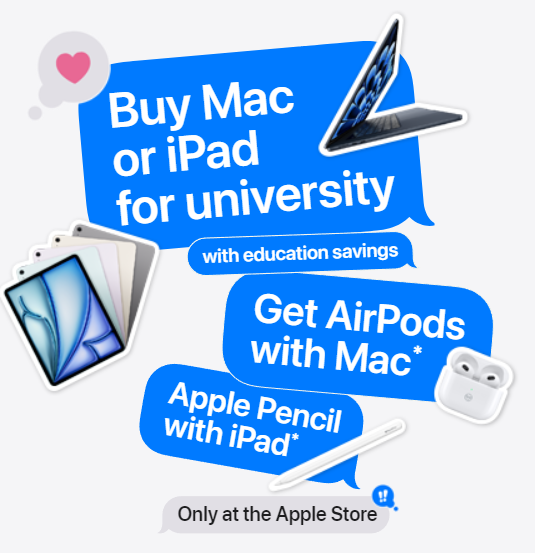 Buy Mac
or iPad
for university
with education savings
Get AirPods
with Mac*
Apple Pencil
with iPad*
!!
Only at the Apple Store